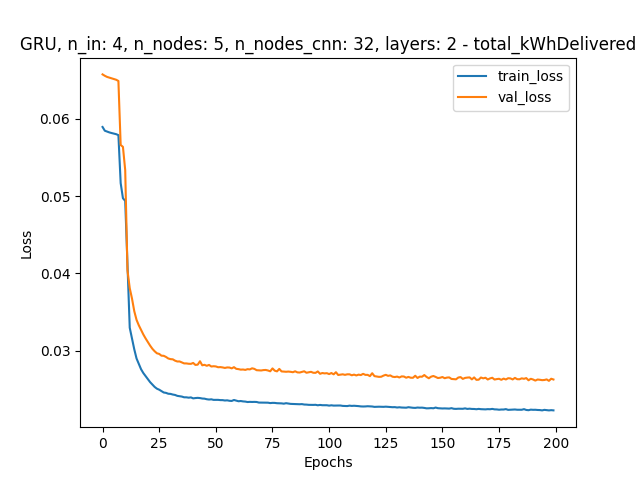 GRU, n_in: 4, n_nodes: 5, n_nodes_cnn: 32, layers: 2 - total_kWhDelivered
train_loss
val_loss
0.06
0.05
0.04
0.03
Loss
0
25
50
75
100
125
150
175
200
Epochs